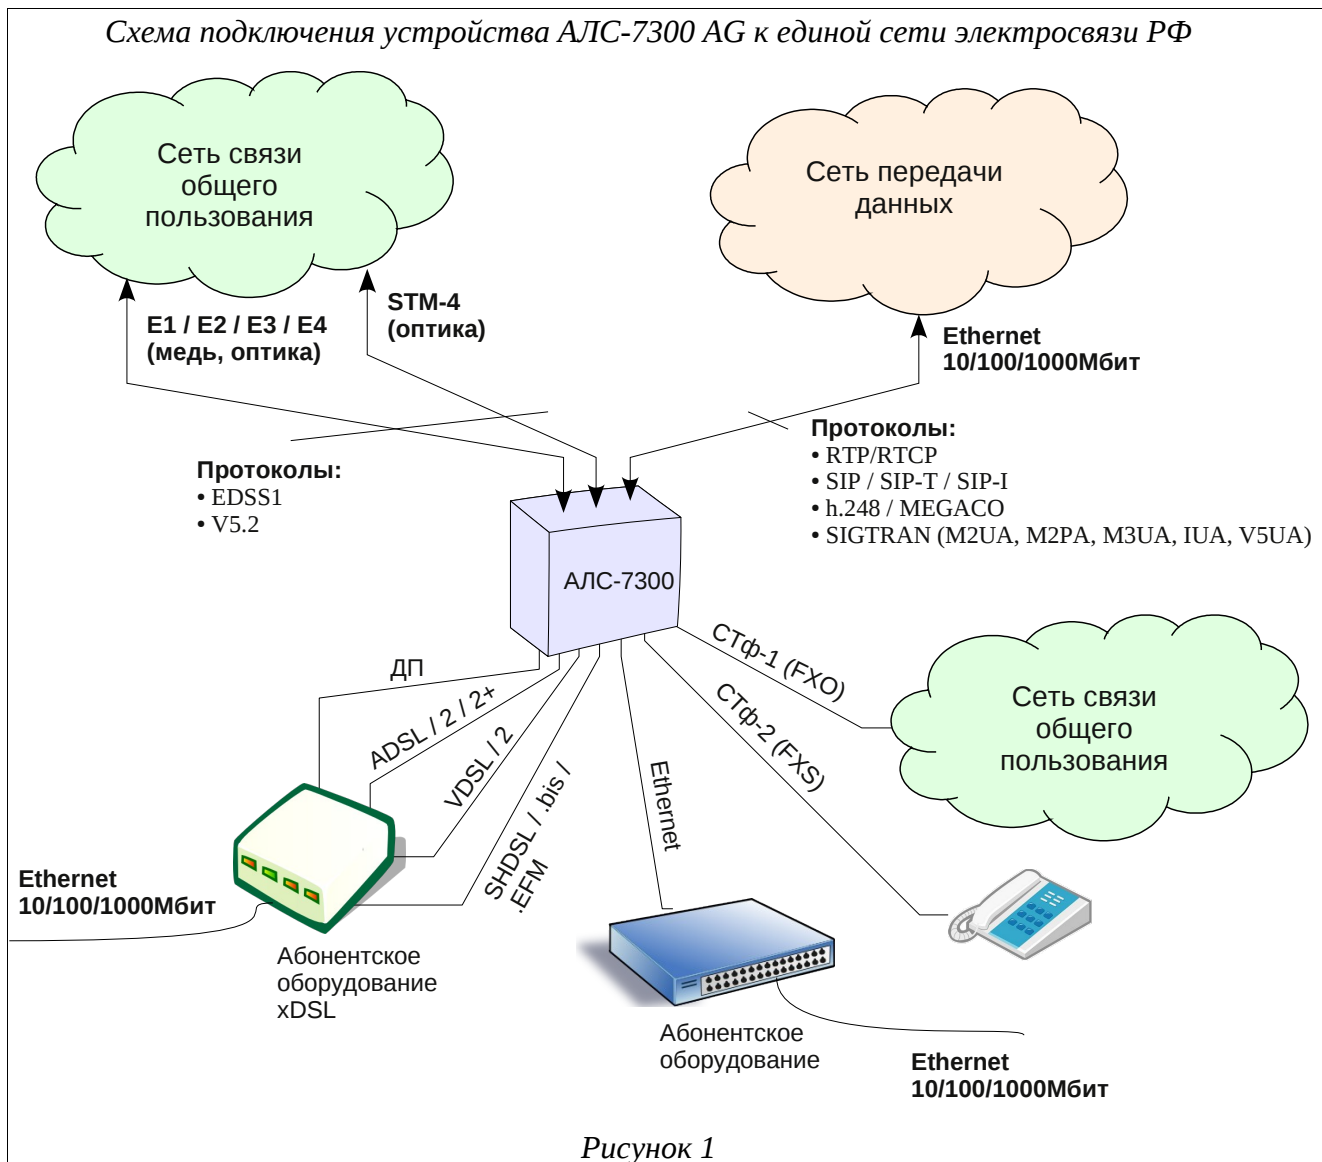 Схема подключения устройства АЛС-7300 AG к единой сети электросвязи РФ
Сеть связи
общего
пользования
Сеть передачи
данных
E1 / E2 / E3 / E4
(медь, оптика)
STM-4
(оптика)
Ethernet
10/100/1000Мбит
Протоколы:
• EDSS1
• V5.2
Протоколы:
• RTP/RTCP
• SIP / SIP-T / SIP-I
• h.248 / MEGACO
• SIGTRAN (M2UA, M2PA, M3UA, IUA, V5UA)
АЛС-7300
ДП
ADSL / 2 / 2+
VDSL / 2
SHDSL / .bis /
.EFM
Ethernet
СТф-2 (FXS)
СТф-1 (FXO)
Сеть связи
общего
пользования
Ethernet
10/100/1000Мбит
Абонентское
оборудование
xDSL
Абонентское
оборудование
Ethernet
10/100/1000Мбит
Рисунок 1